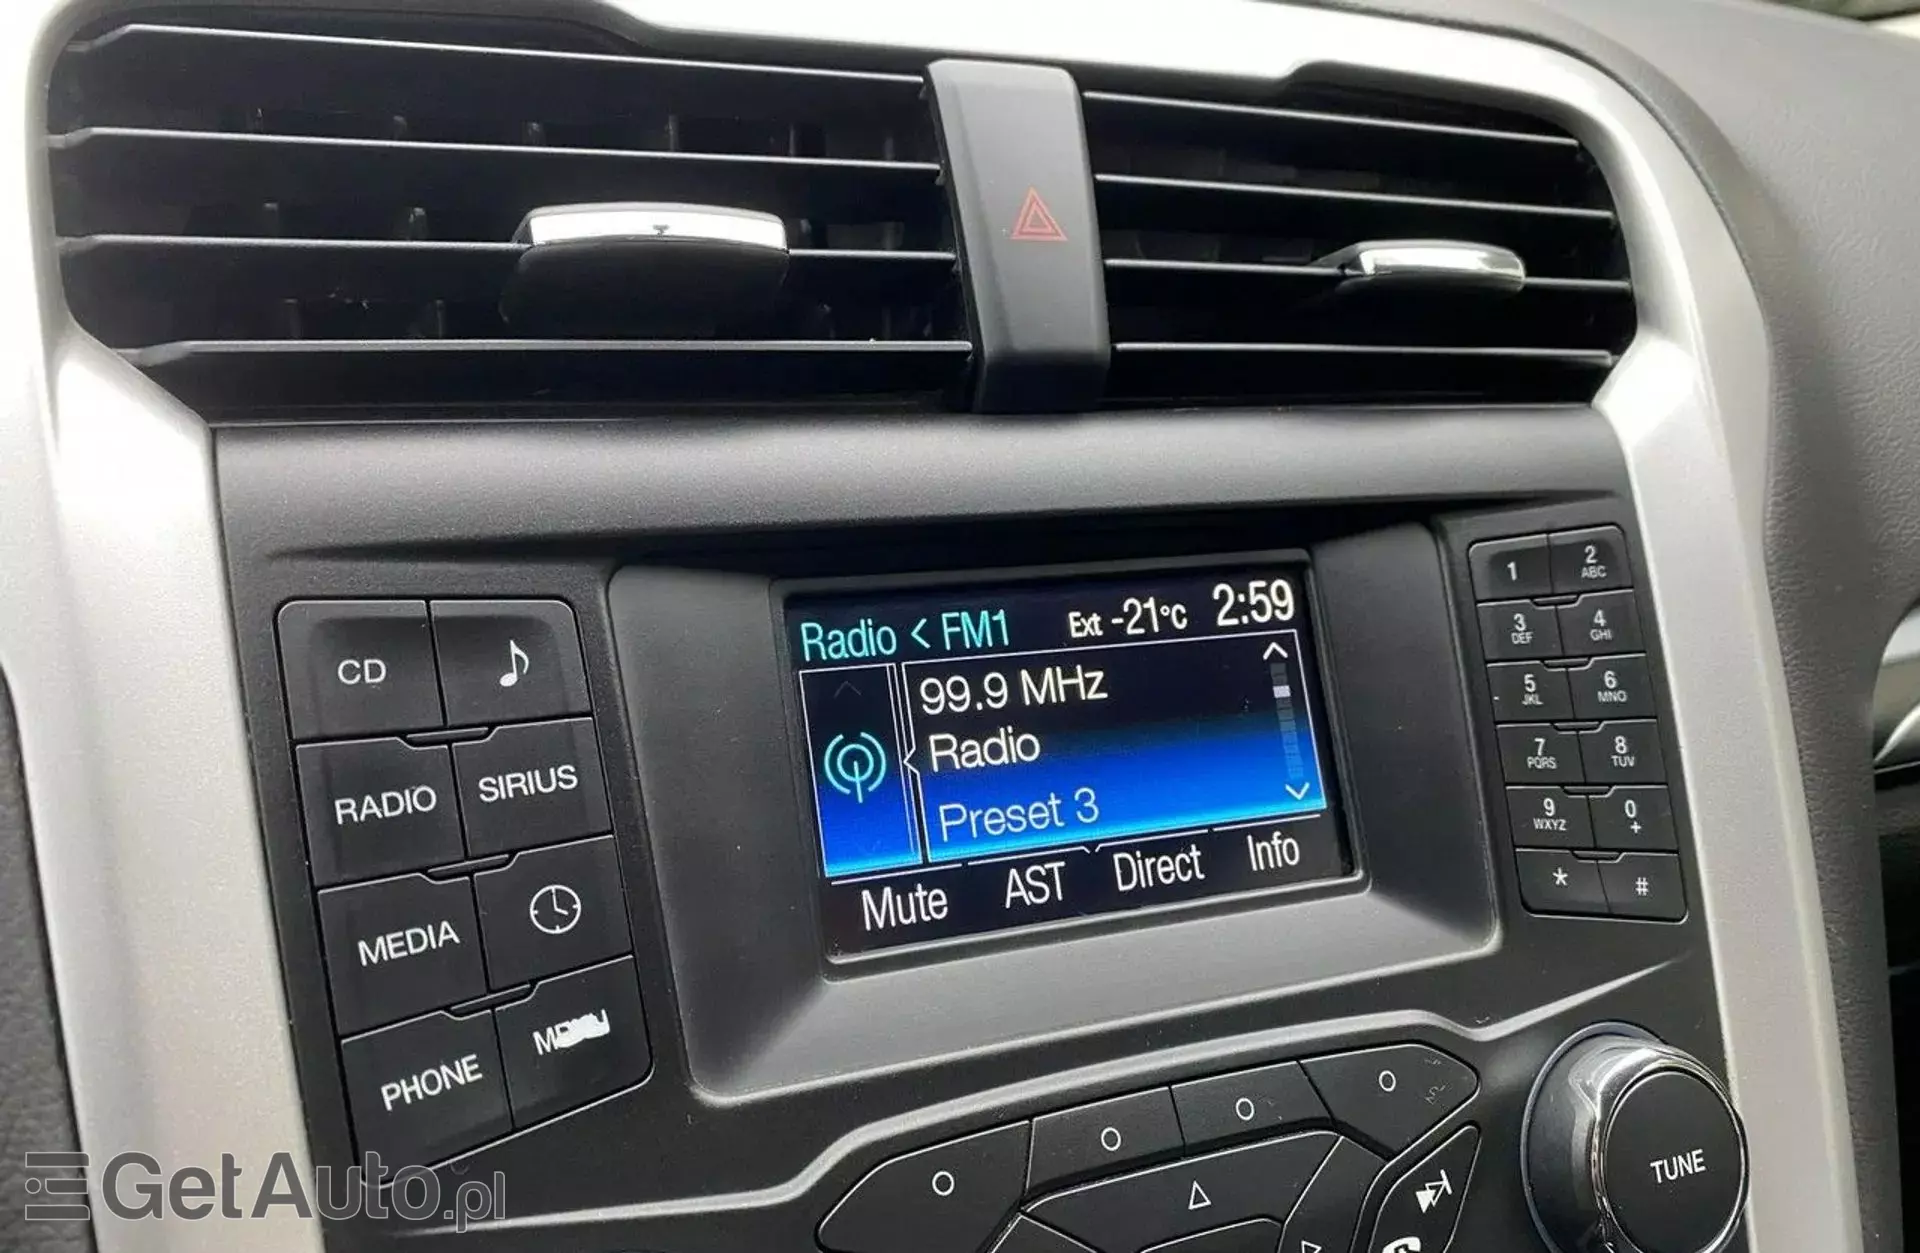 Radio < FM1 Ext -21°C 2:59
99.9 MHz
Radio
Preset 3
Mute AST Direct Info
CD
RADIO SIRIUS
MEDIA
PHONE
1 2 ABC
3 DEF 4 GHI
5 JKL 6 MNO
7 PQRS 8 TUV
9 WXYZ 0 +
* #
TUNE
GetAuto.pl